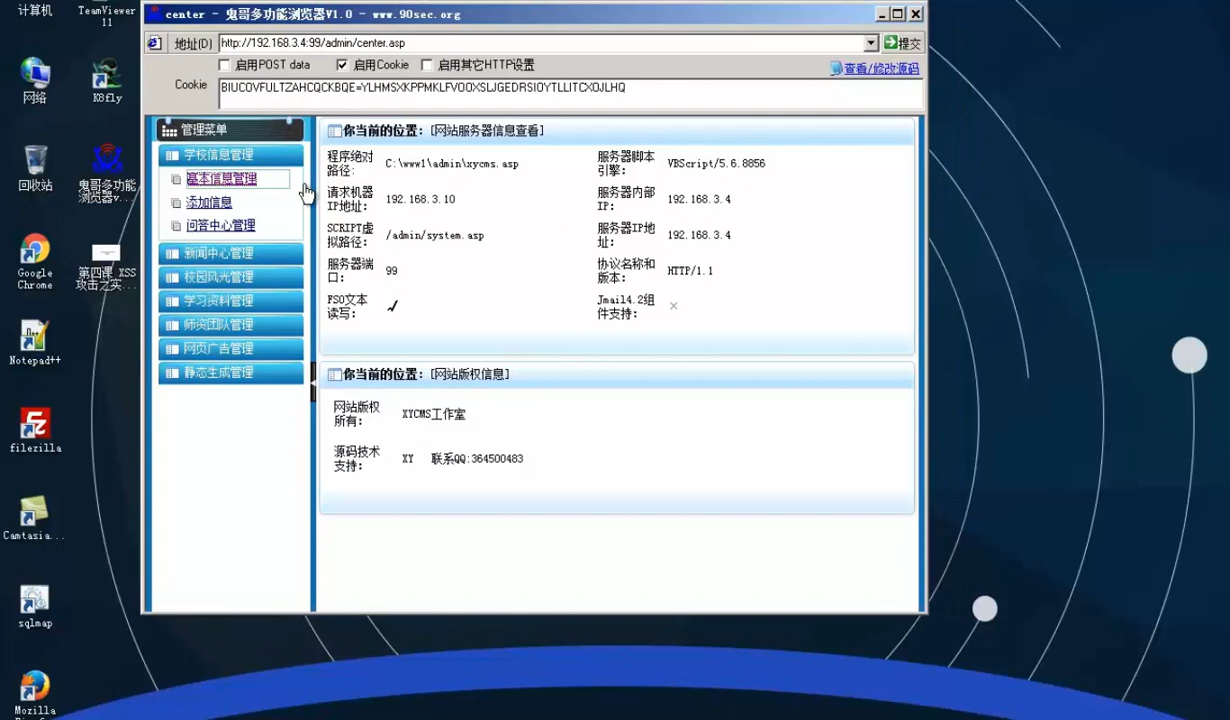 计算机
TeamViewer
11
网络
K8fly
回收站
鬼哥多功能
浏览器v...
Google
Chrome
第四课 XSS
攻击之实...
Notepad++
filezilla
Camtasia...
sqlmap
Mozilla
center - 鬼哥多功能浏览器V1.0 - www.90sec.org
地址(D) http://192.168.3.4:99/admin/center.asp 提交
启用POST data 启用Cookie 启用其它HTTP设置 查看/修改源码
Cookie BIUCOVFULTZAHCQCKBQE=YLHMSXKPPMKLFVOOXSLJGEDRSIOYTLLITCXOJLHQ
管理菜单
学校信息管理
基本信息管理
添加信息
问答中心管理
新闻中心管理
校园风光管理
学习资料管理
师资团队管理
网页广告管理
静态生成管理
你当前的位置：[网站服务器信息查看]
程序绝对
路径： C:\www1\admin\xycms.asp
服务器脚本
引擎： VBScript/5.6.8856
请求机器
IP地址： 192.168.3.10
服务器内部
IP： 192.168.3.4
SCRIPT虚
拟路径： /admin/system.asp
服务器IP地
址： 192.168.3.4
服务器端
口： 99
协议名称和
版本： HTTP/1.1
FSO文本
读写： ✓
Jmail4.2组
件支持： ×
你当前的位置：[网站版权信息]
网站版权
所有： XYCMS工作室
源码技术
支持： XY 联系QQ:364500483